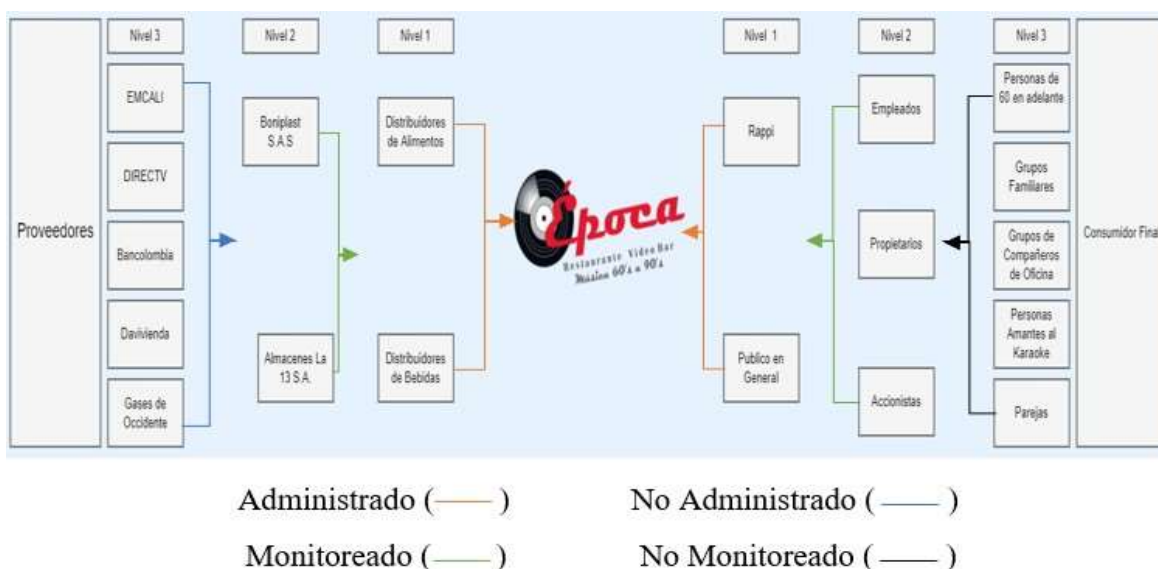 Nivel 3
Nivel 2
Nivel 1
Nivel 1
Nivel 2
Nivel 3
Proveedores
EMCALI
DIRECTV
Bancolombia
Davivienda
Gases de
Occidente
Boniplast
S.A.S
Almacenes La
13 S.A.
Distribuidores
de Alimentos
Distribuidores
de Bebidas
Época
Restaurante Video Bar
Música 60's a 90's
Rappi
Publico en
General
Empleados
Propietarios
Accionistas
Personas de
60 en adelante
Grupos
Familiares
Grupos de
Compañeros
de Oficina
Personas
Amantes al
Karaoke
Parejas
Consumidor Final
Administrado ( )
No Administrado ( )
Monitoreado ( )
No Monitoreado ( )